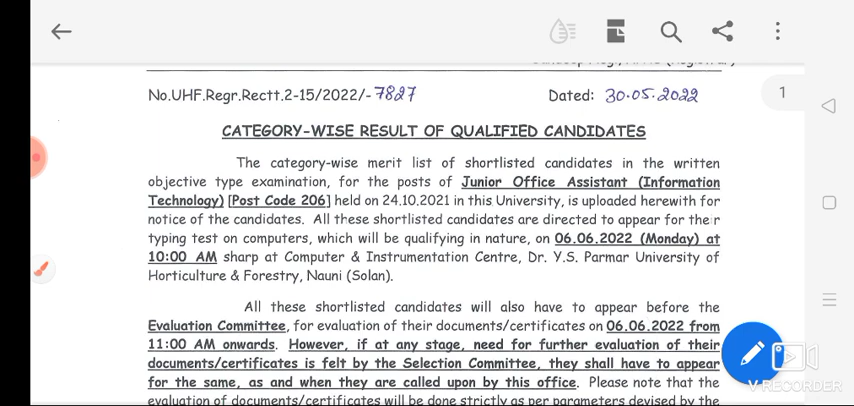 No.UHF.Regr.Rectt.2-15/2022/-7827 Dated: 30.05.2022
1
CATEGORY-WISE RESULT OF QUALIFIED CANDIDATES
The category-wise merit list of shortlisted candidates in the written
objective type examination, for the posts of Junior Office Assistant (Information
Technology) [Post Code 206] held on 24.10.2021 in this University, is uploaded herewith for
notice of the candidates. All these shortlisted candidates are directed to appear for their
typing test on computers, which will be qualifying in nature, on 06.06.2022 (Monday) at
10:00 AM sharp at Computer & Instrumentation Centre, Dr. Y.S. Parmar University of
Horticulture & Forestry, Nauni (Solan).
All these shortlisted candidates will also have to appear before the
Evaluation Committee, for evaluation of their documents/certificates on 06.06.2022 from
11:00 AM onwards. However, if at any stage, need for further evaluation of their
documents/certificates is felt by the Selection Committee, they shall have to appear
for the same, as and when they are called upon by this office. Please note that the
evaluation of documents/certificates will be done strictly as per parameters devised by the
V RECORDER